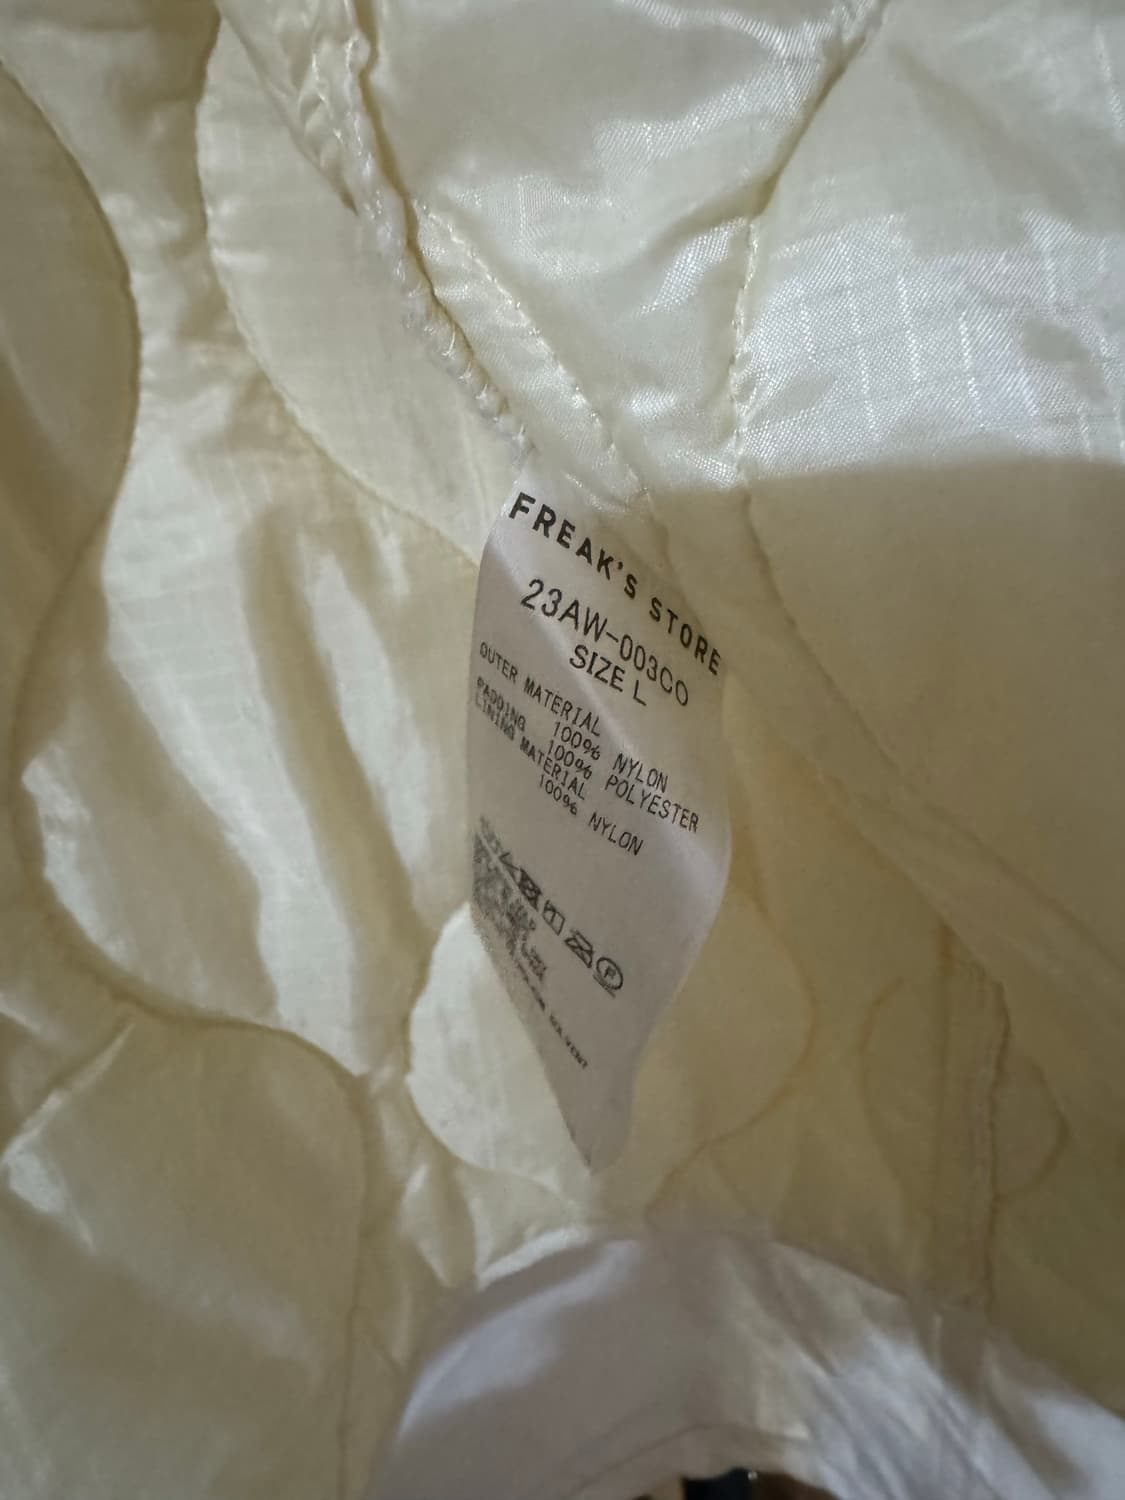 FREAK'S STORE
23AW-003CO
SIZE L
OUTER MATERIAL
100% NYLON
PADDING
100% POLYESTER
LINING MATERIAL
100% NYLON
F